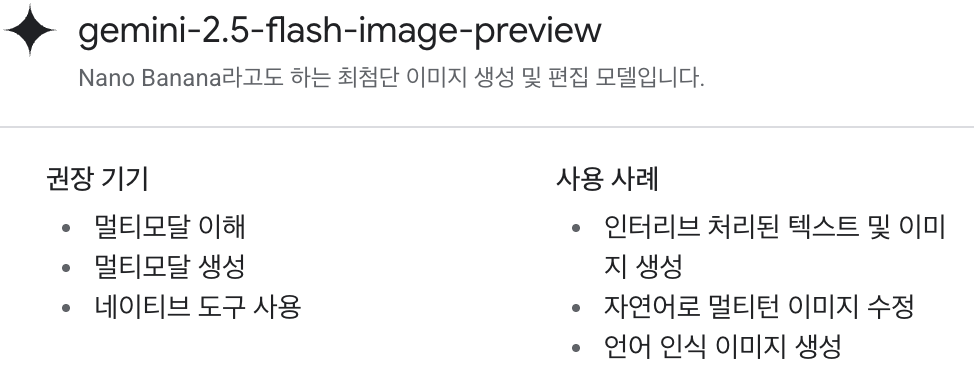 gemini-2.5-flash-image-preview
Nano Banana라고도 하는 최첨단 이미지 생성 및 편집 모델입니다.
권장 기기
멀티모달 이해
멀티모달 생성
네이티브 도구 사용
사용 사례
인터리브 처리된 텍스트 및 이미
지 생성
자연어로 멀티턴 이미지 수정
언어 인식 이미지 생성